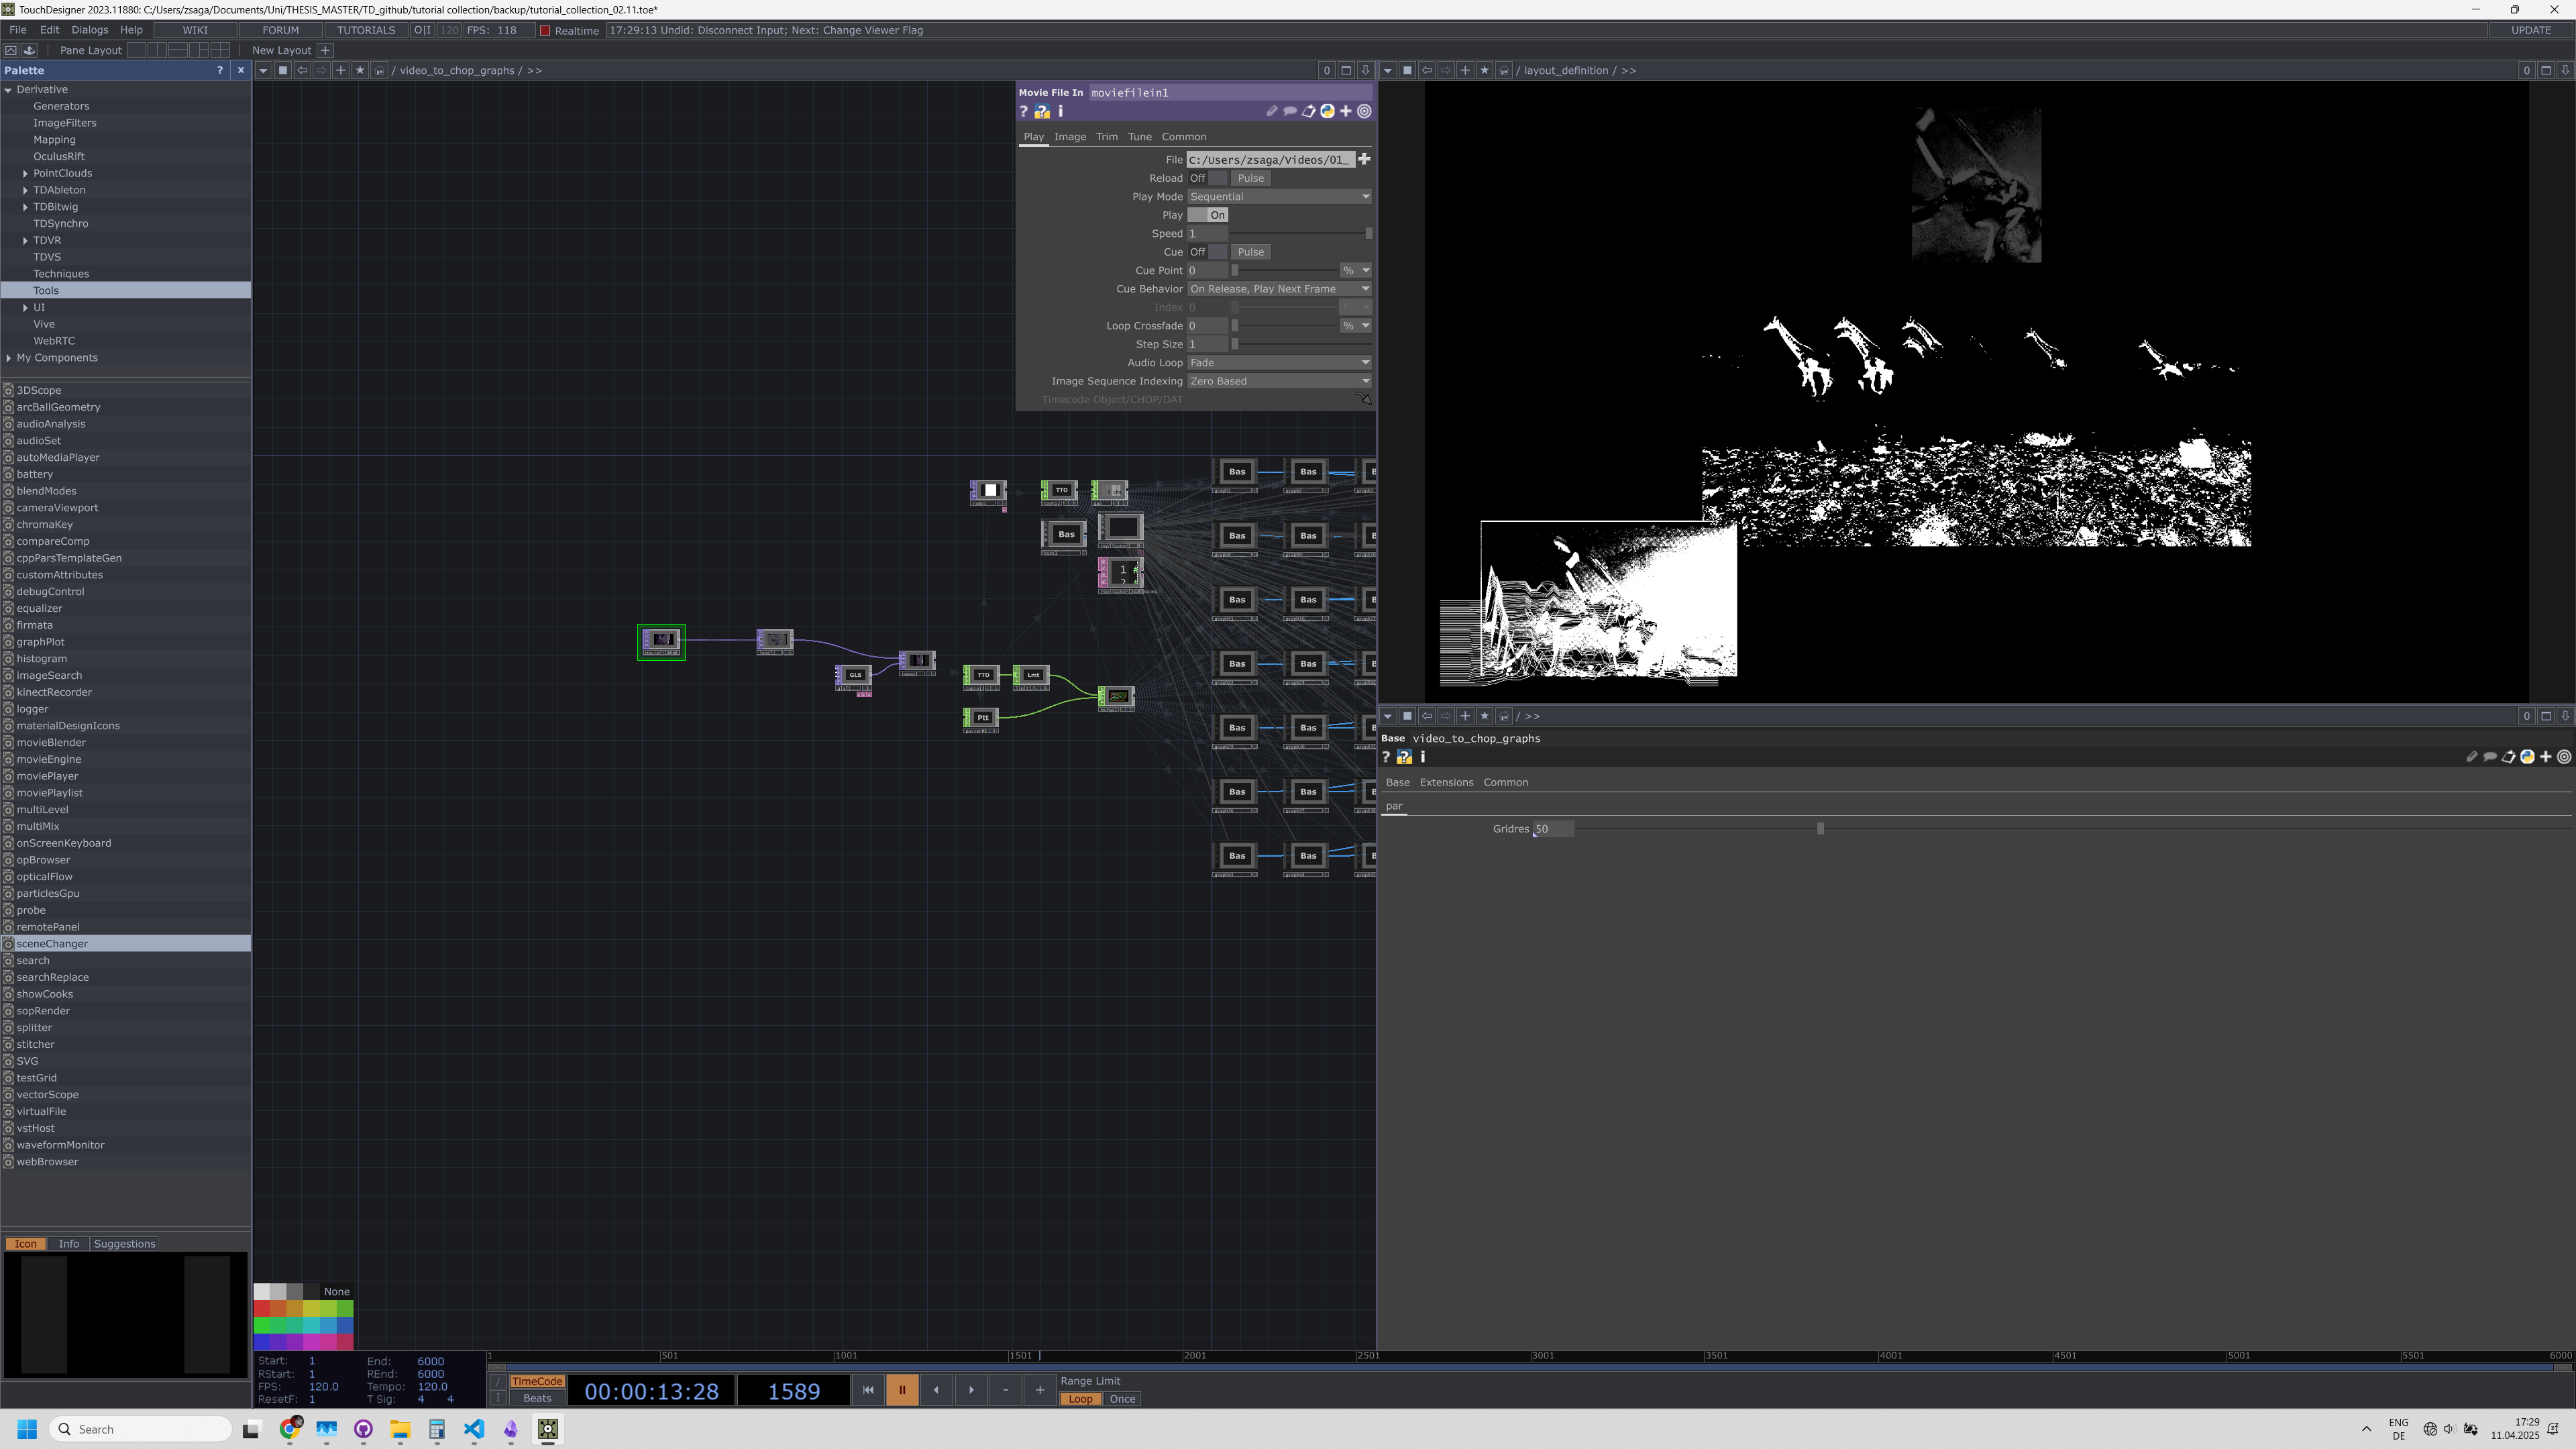 TouchDesigner 2023.11880: C:/Users/zsaga/Documents/Uni/THESIS_MASTER/TD_github/tutorial collection/backup/tutorial_collection_02.11.toe*
File Edit Dialogs Help WIKI FORUM TUTORIALS O|I 120 FPS: 118 Realtime 17:29:13 Undid: Disconnect Input; Next: Change Viewer Flag UPDATE
Pane Layout New Layout +
Palette ? x
/ video_to_chop_graphs / >> 0
/ layout_definition / >> 0
Derivative
Generators
ImageFilters
Mapping
OculusRift
PointClouds
TDAbleton
TDBitwig
TDSynchro
TDVR
TDVS
Techniques
Tools
UI
Vive
WebRTC
My Components
3DScope
arcBallGeometry
audioAnalysis
audioSet
autoMediaPlayer
battery
blendModes
cameraViewport
chromaKey
compareComp
cppParsTemplateGen
customAttributes
debugControl
equalizer
firmata
graphPlot
histogram
imageSearch
kinectRecorder
logger
materialDesignIcons
movieBlender
movieEngine
moviePlayer
moviePlaylist
multiLevel
multiMix
onScreenKeyboard
opBrowser
opticalFlow
particlesGpu
probe
remotePanel
sceneChanger
search
searchReplace
showCooks
sopRender
splitter
stitcher
SVG
testGrid
vectorScope
virtualFile
vstHost
waveformMonitor
webBrowser
Icon Info Suggestions
Movie File In moviefilein1
? ? i
Play Image Trim Tune Common
File C:/Users/zsaga/Videos/01_
Reload Off Pulse
Play Mode Sequential
Play On
Speed 1
Cue Off Pulse
Cue Point 0 %
Cue Behavior On Release, Play Next Frame
Index 0
Loop Crossfade 0 %
Step Size 1
Audio Loop Fade
Image Sequence Indexing Zero Based
Timecode Object/CHOP/DAT
Bas Bas B
TTO
Bas
Bas Bas B
1
2
Bas Bas B
Bas Bas B
GLS TTO Lmt
Ptt
Bas Bas B
Bas Bas B
Bas Bas B
None
/ >> 0
Base video_to_chop_graphs
? ? i
Base Extensions Common
par
Gridres 50
Start: 1 End: 6000
RStart: 1 REnd: 6000
FPS: 120.0 Tempo: 120.0
ResetF: 1 T Sig: 4 4
1 501 1001 1501 2001 2501 3001 3501 4001 4501 5001 5501 6000
TimeCode
Beats
00:00:13:28 1589
- +
Range Limit
Loop Once
Search
ENG
DE
17:29
11.04.2025